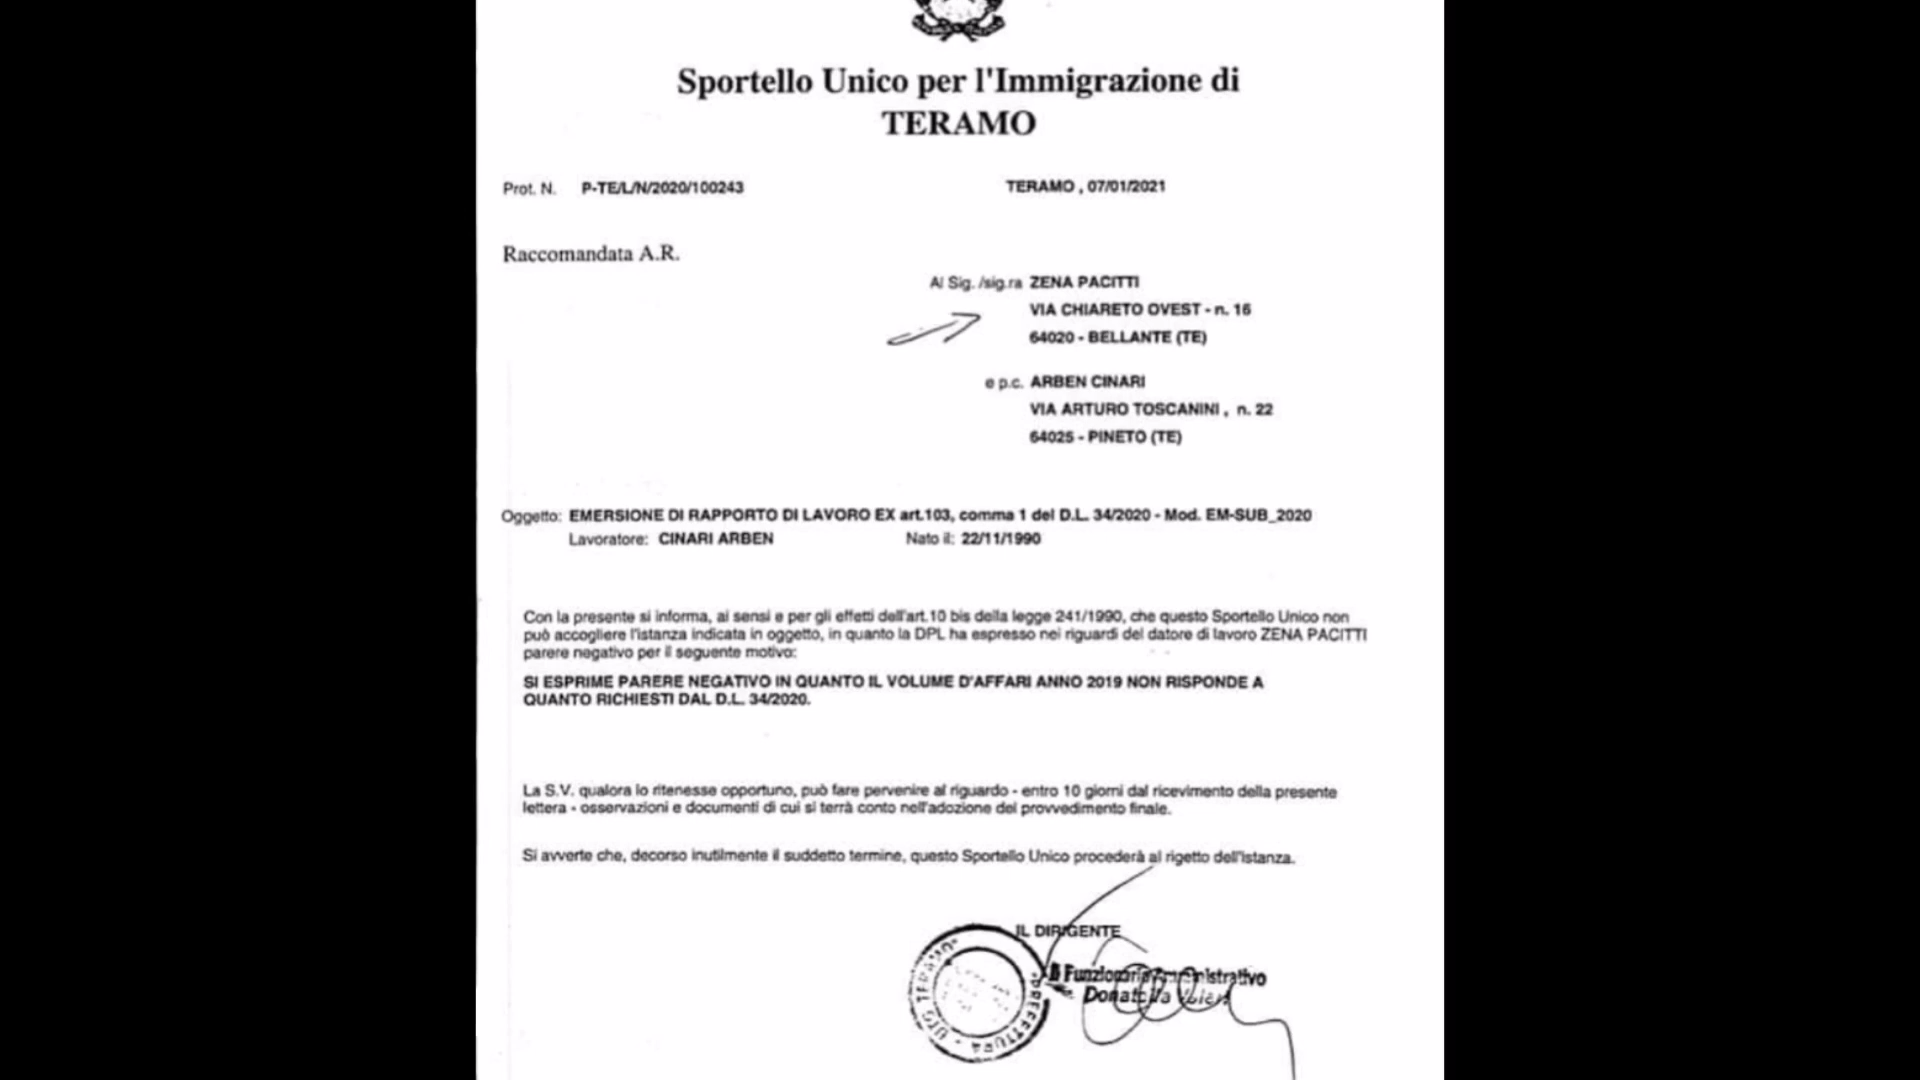 Sportello Unico per l'Immigrazione di
TERAMO
Prot. N. P-TE/L/N/2020/100243
TERAMO , 07/01/2021
Raccomandata A.R.
Al Sig. /sig.ra ZENA PACITTI
VIA CHIARETO OVEST - n. 16
64020 - BELLANTE (TE)
e p.c. ARBEN CINARI
VIA ARTURO TOSCANINI , n. 22
64025 - PINETO (TE)
Oggetto: EMERSIONE DI RAPPORTO DI LAVORO EX art.103, comma 1 del D.L. 34/2020 - Mod. EM-SUB_2020
Lavoratore: CINARI ARBEN Nato il: 22/11/1990
Con la presente si informa, ai sensi e per gli effetti dell'art.10 bis della legge 241/1990, che questo Sportello Unico non
può accogliere l'istanza indicata in oggetto, in quanto la DPL ha espresso nei riguardi del datore di lavoro ZENA PACITTI
parere negativo per il seguente motivo:
SI ESPRIME PARERE NEGATIVO IN QUANTO IL VOLUME D'AFFARI ANNO 2019 NON RISPONDE A
QUANTO RICHIESTI DAL D.L. 34/2020.
La S.V. qualora lo ritenesse opportuno, può fare pervenire al riguardo - entro 10 giorni dal ricevimento della presente
lettera - osservazioni e documenti di cui si terrà conto nell'adozione del provvedimento finale.
Si avverte che, decorso inutilmente il suddetto termine, questo Sportello Unico procederà al rigetto dell'istanza.
IL DIRIGENTE
Il Funzionario Amministrativo
UTG TERAMO
PREFETTURA